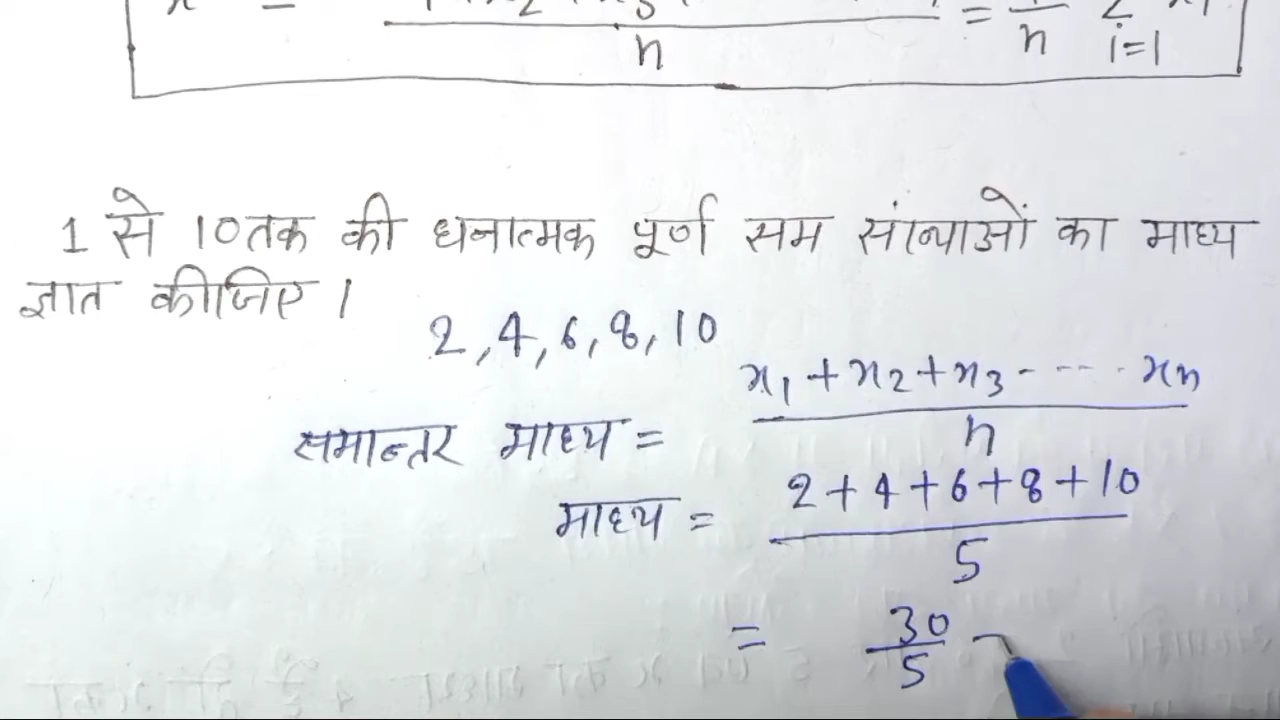 n
n
i=1
1 से 10 तक की धनात्मक पूर्ण सम संख्याओं का माध्य
ज्ञात कीजिए।
2, 4, 6, 8, 10
समान्तर माध्य = x1 + x2 + x3 - - - - . xn
n
माध्य = 2 + 4 + 6 + 8 + 10
5
= 30
5